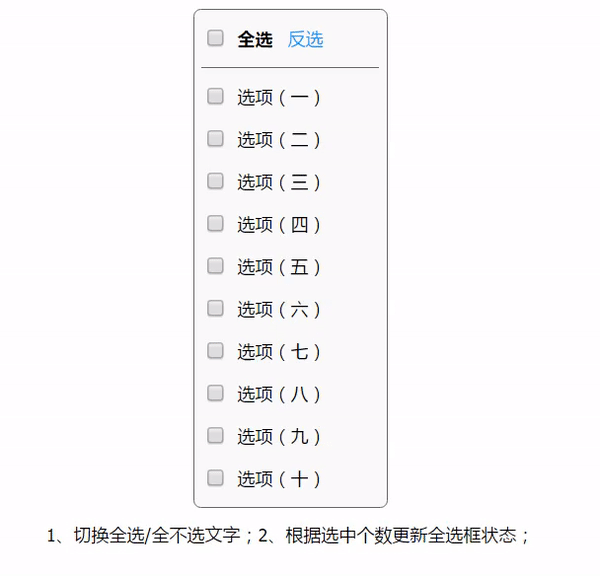 全选 反选
选项（一）
选项（二）
选项（三）
选项（四）
选项（五）
选项（六）
选项（七）
选项（八）
选项（九）
选项（十）
1、切换全选/全不选文字；2、根据选中个数更新全选框状态；